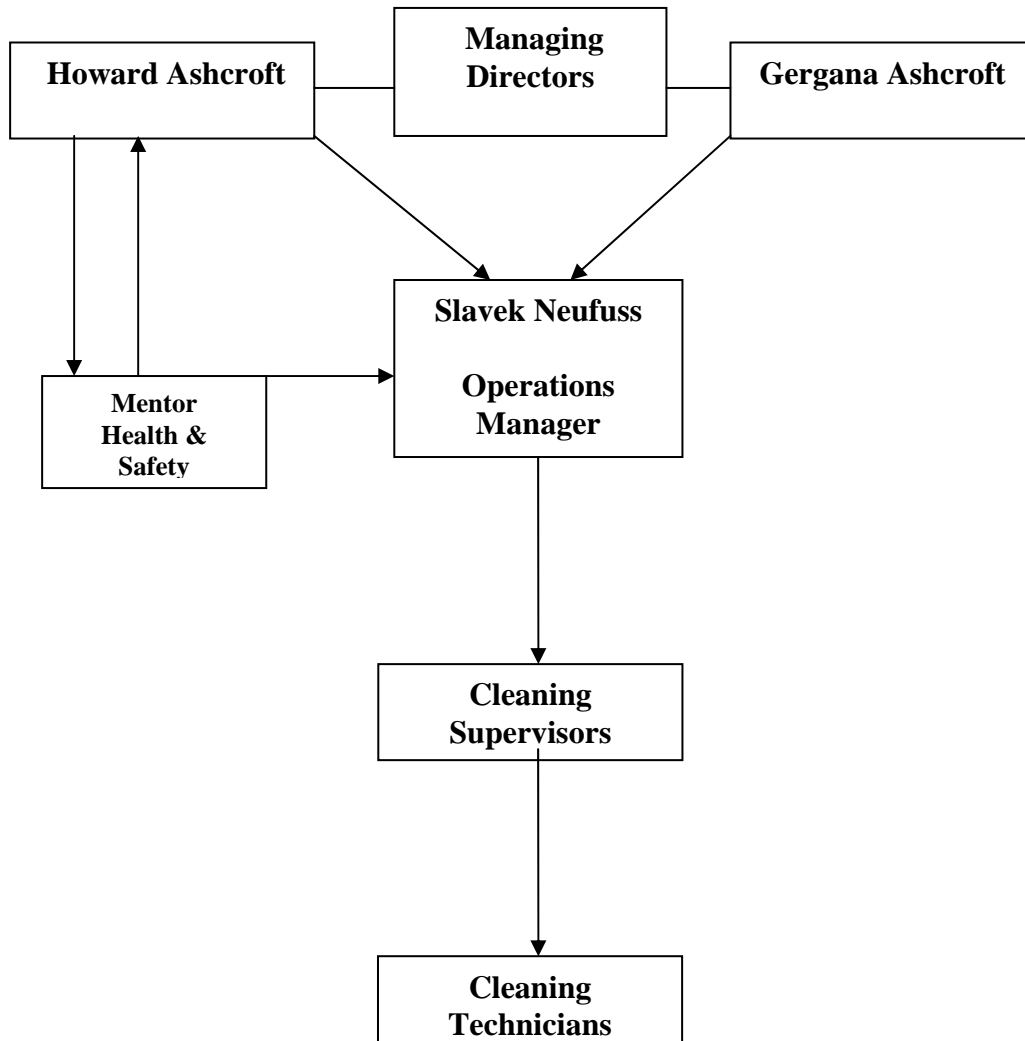 Howard Ashcroft
Managing
Directors
Gergana Ashcroft
Slavek Neufuss
Operations
Manager
Mentor
Health &
Safety
Cleaning
Supervisors
Cleaning
Technicians